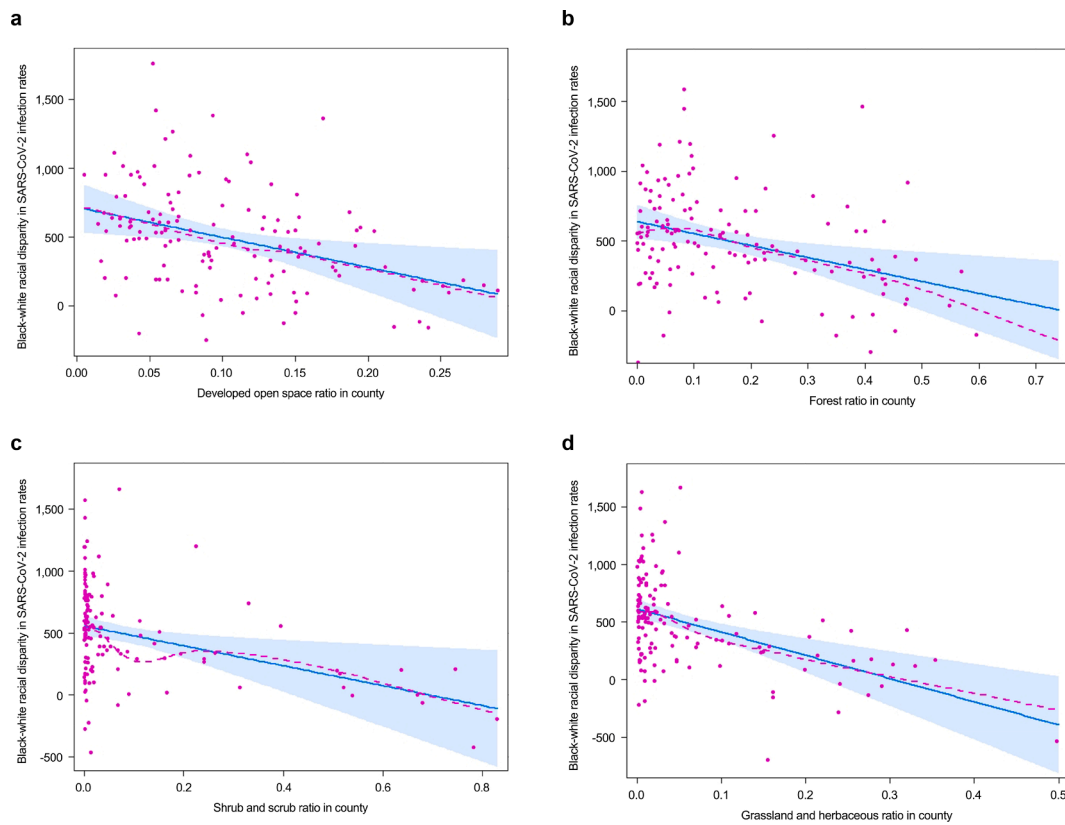 a
Black-white racial disparity in SARS-CoV-2 infection rates
1,500
1,000
500
0
0.00 0.05 0.10 0.15 0.20 0.25
Developed open space ratio in county
b
Black-white racial disparity in SARS-CoV-2 infection rates
1,500
1,000
500
0
0.0 0.1 0.2 0.3 0.4 0.5 0.6 0.7
Forest ratio in county
c
Black-white racial disparity in SARS-CoV-2 infection rates
1,500
1,000
500
0
-500
0.0 0.2 0.4 0.6 0.8
Shrub and scrub ratio in county
d
Black-white racial disparity in SARS-CoV-2 infection rates
1,500
1,000
500
0
-500
0.0 0.1 0.2 0.3 0.4 0.5
Grassland and herbaceous ratio in county